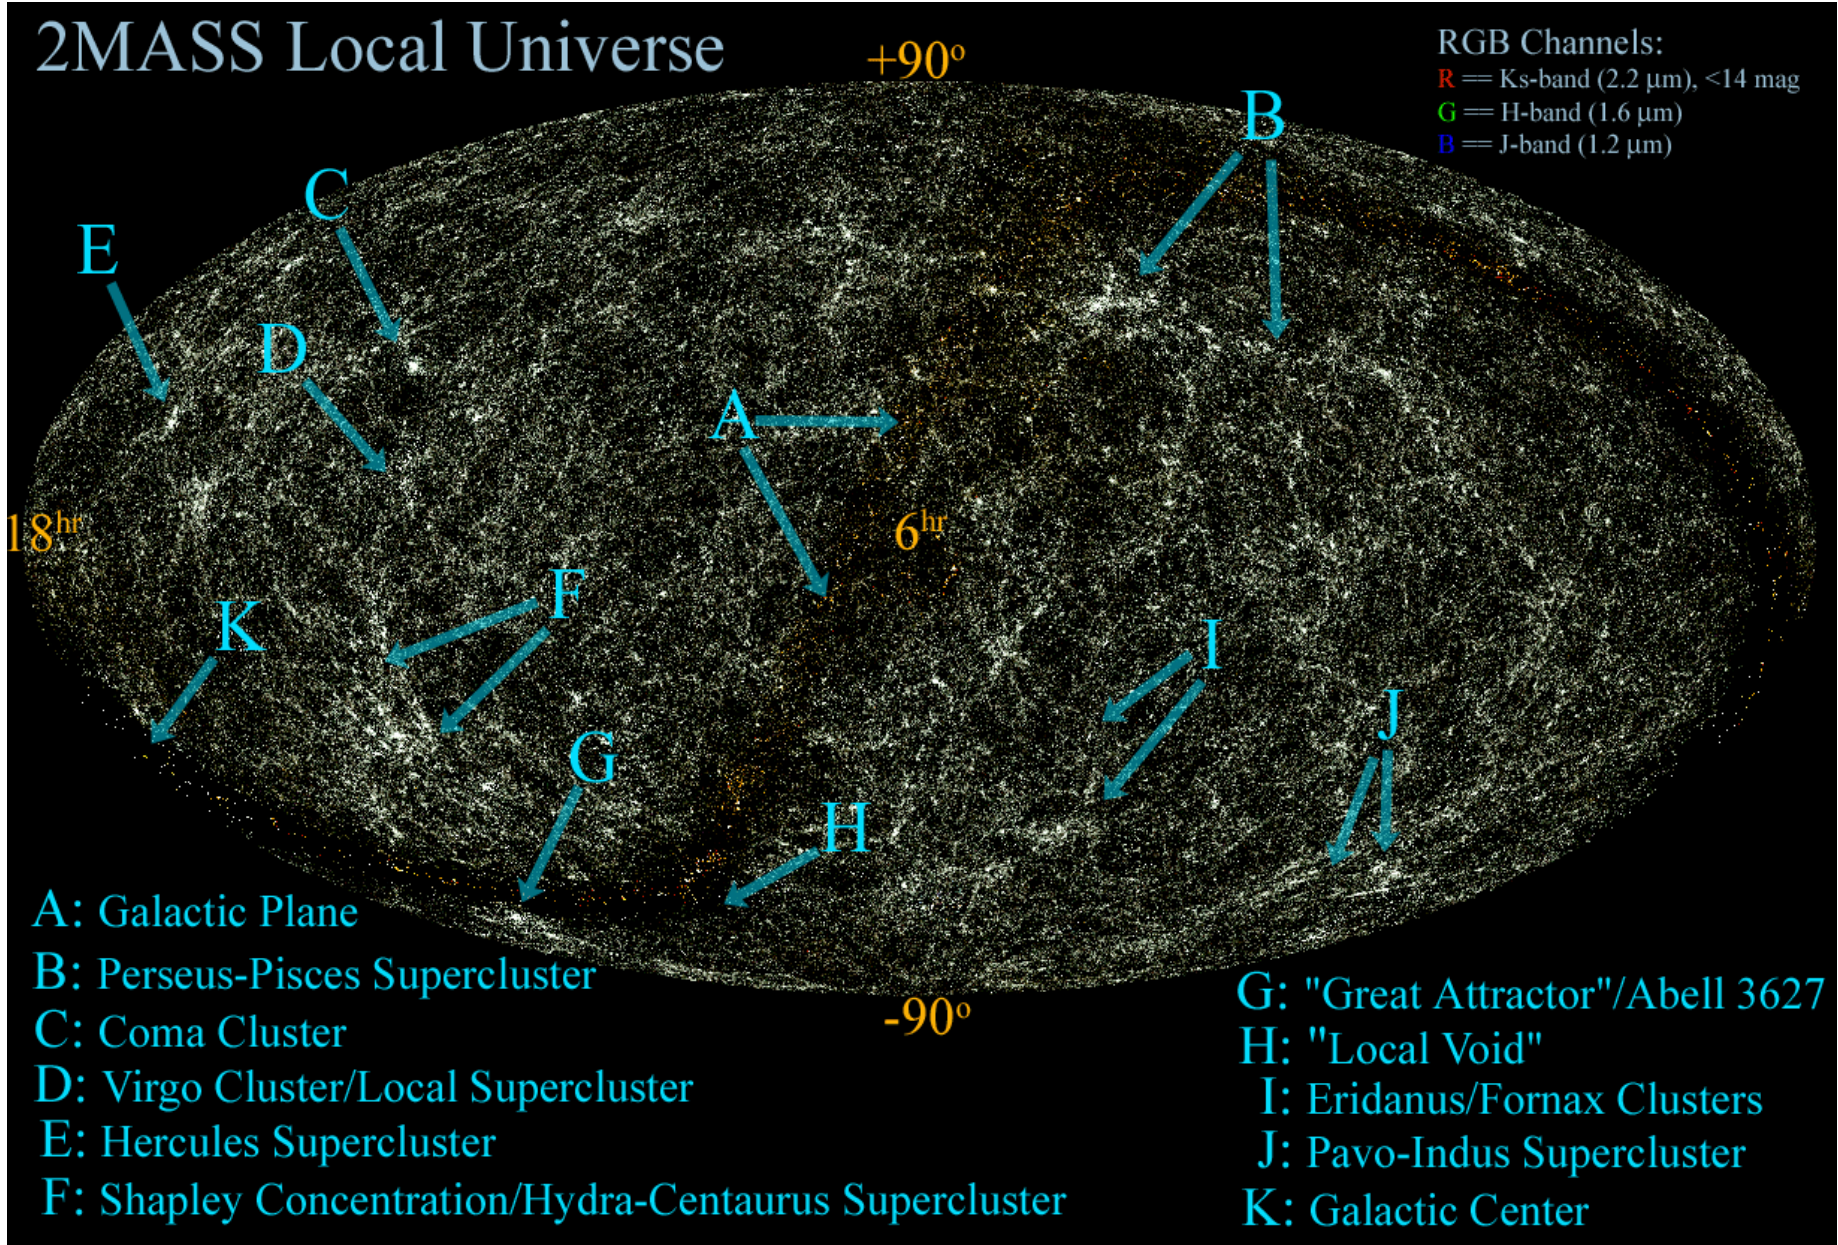 2MASS Local Universe
RGB Channels:
R == Ks-band (2.2 μm), <14 mag
G == H-band (1.6 μm)
B == J-band (1.2 μm)
+90º
B
C
E
D
A
18hr
6hr
F
K
I
J
G
H
A: Galactic Plane
B: Perseus-Pisces Supercluster
C: Coma Cluster
D: Virgo Cluster/Local Supercluster
E: Hercules Supercluster
F: Shapley Concentration/Hydra-Centaurus Supercluster
-90º
G: "Great Attractor"/Abell 3627
H: "Local Void"
I: Eridanus/Fornax Clusters
J: Pavo-Indus Supercluster
K: Galactic Center